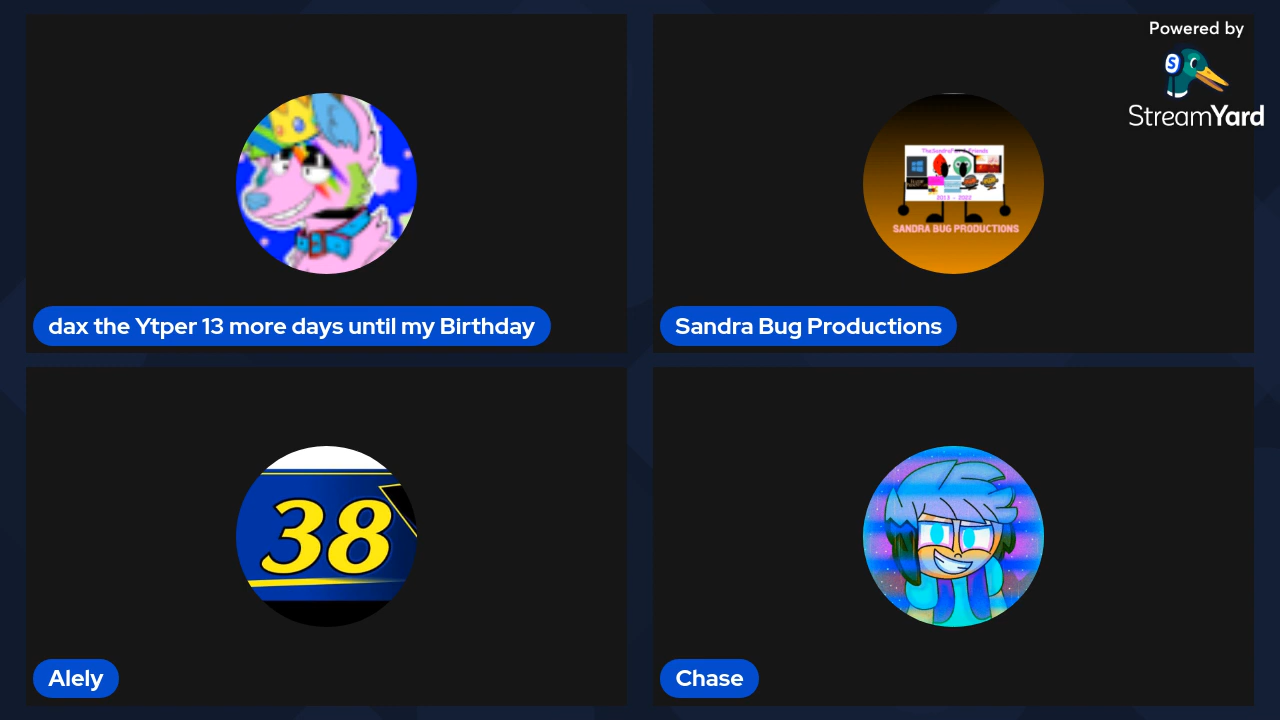 Powered by
S
StreamYard
SANDRA BUG PRODUCTIONS
dax the Ytper 13 more days until my Birthday
Sandra Bug Productions
38
Alely
Chase